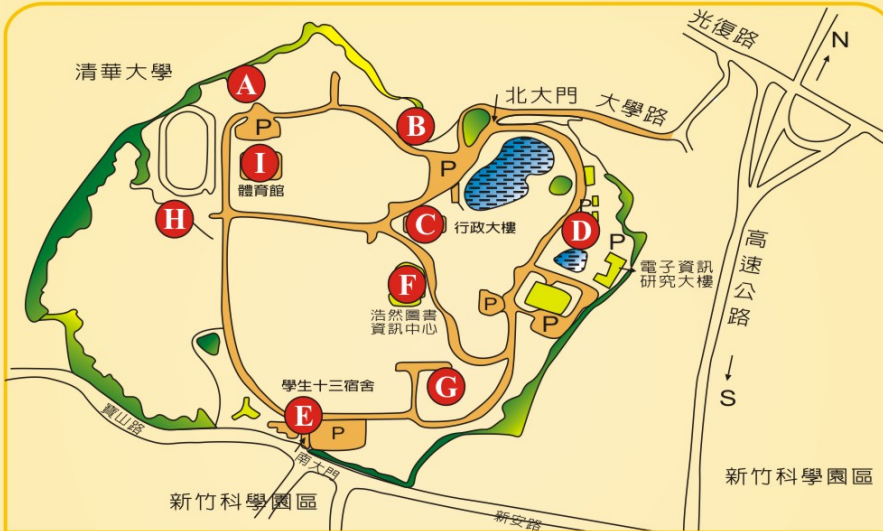 光復路
N
清華大學
A
北大門
大學路
B
P
P
I
體育館
H
C
行政大樓
P
D
P
電子資訊
研究大樓
高速公路
F
浩然圖書
資訊中心
P
P
G
S
學生十三宿舍
E
P
寶山路
南大門
新竹科學園區
新竹科學園區
新安路